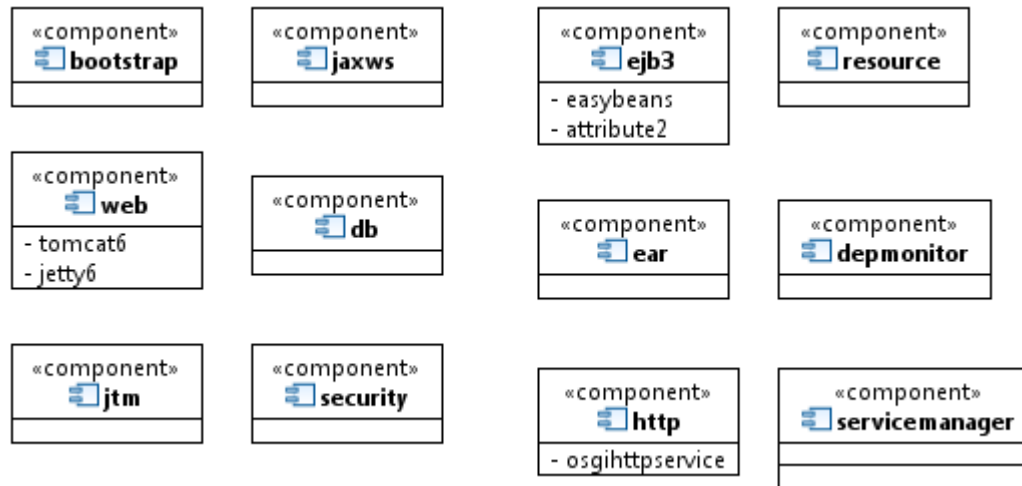 «component»
bootstrap
«component»
jaxws
«component»
ejb3
- easybeans
- attribute2
«component»
resource
«component»
web
- tomcat6
- jetty6
«component»
db
«component»
ear
«component»
depmonitor
«component»
jtm
«component»
security
«component»
http
- osgihttpservice
«component»
servicemanager